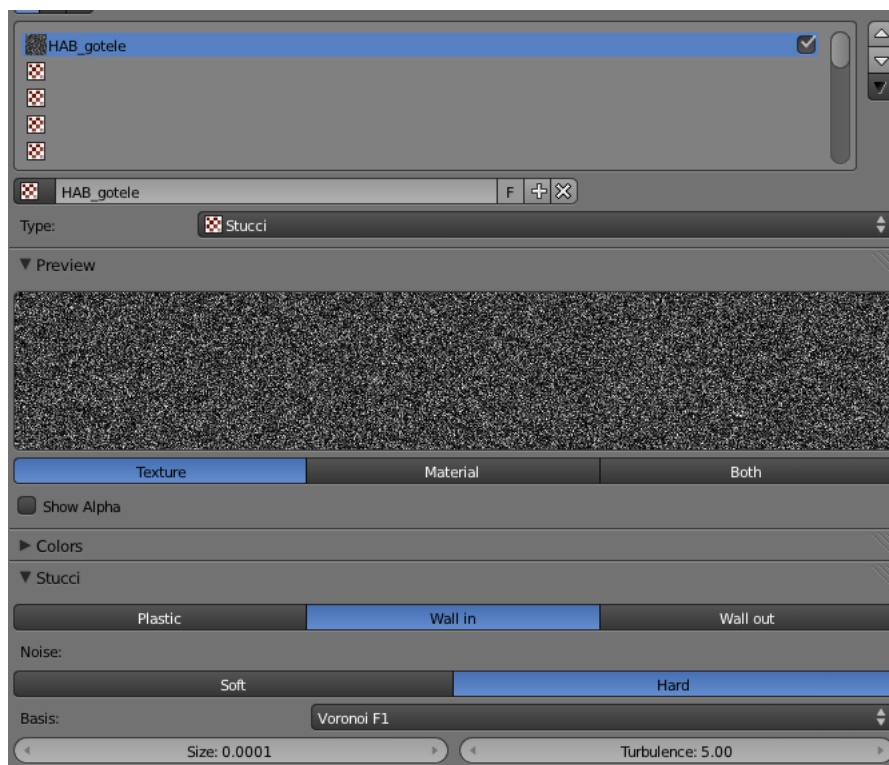 HAB_gotele
HAB_gotele F
Type: Stucci
Preview
Texture Material Both
Show Alpha
Colors
Stucci
Plastic Wall in Wall out
Noise:
Soft Hard
Basis: Voronoi F1
Size: 0.0001 Turbulence: 5.00